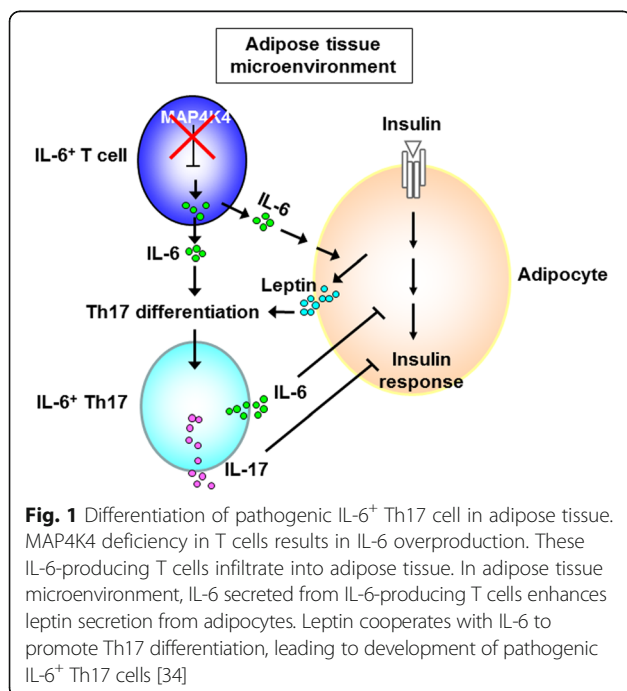 Adipose tissue
microenvironment
MAP4K4
IL-6⁺ T cell
Insulin
IL-6
IL-6
Leptin
Adipocyte
Th17 differentiation
Insulin
response
IL-6⁺ Th17
IL-6
IL-17
Fig. 1 Differentiation of pathogenic IL-6⁺ Th17 cell in adipose tissue.
MAP4K4 deficiency in T cells results in IL-6 overproduction. These
IL-6-producing T cells infiltrate into adipose tissue. In adipose tissue
microenvironment, IL-6 secreted from IL-6-producing T cells enhances
leptin secretion from adipocytes. Leptin cooperates with IL-6 to
promote Th17 differentiation, leading to development of pathogenic
IL-6⁺ Th17 cells [34]